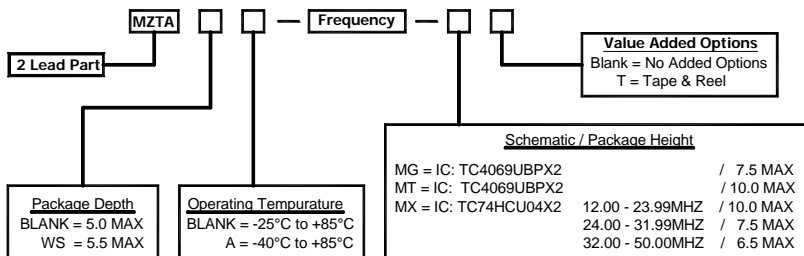 MZTA
Frequency
2 Lead Part
Value Added Options
Blank = No Added Options
T = Tape & Reel
Package Depth
BLANK = 5.0 MAX
WS = 5.5 MAX
Operating Tempurature
BLANK = -25°C to +85°C
A = -40°C to +85°C
Schematic / Package Height
MG = IC: TC4069UBPX2 / 7.5 MAX
MT = IC: TC4069UBPX2 / 10.0 MAX
MX = IC: TC74HCU04X2 12.00 - 23.99MHZ / 10.0 MAX
24.00 - 31.99MHZ / 7.5 MAX
32.00 - 50.00MHZ / 6.5 MAX